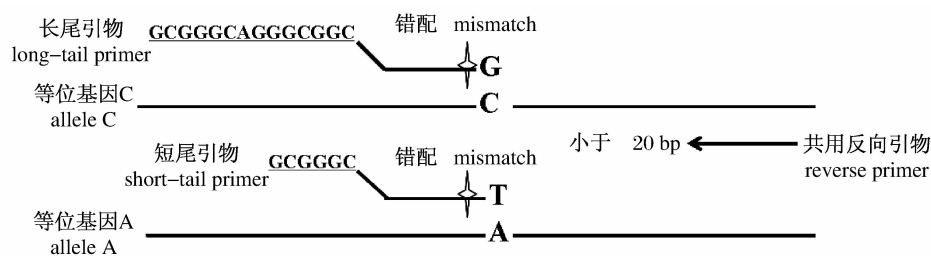 长尾引物 GCGGGCAGGGCGGC 错配 mismatch
long-tail primer
G
等位基因C C
allele C
短尾引物 GCGGGC 错配 mismatch 小于 20 bp 共用反向引物
short-tail primer reverse primer
T
等位基因A A
allele A